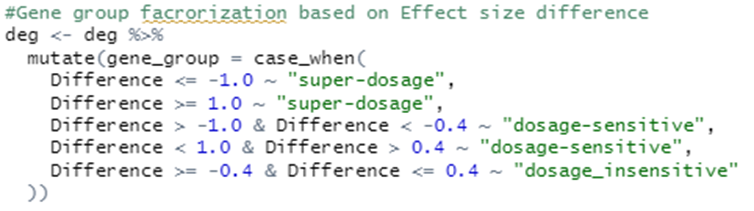 #Gene group facrorization based on Effect size difference
deg <- deg %>%
  mutate(gene_group = case_when(
    Difference <= -1.0 ~ "super-dosage",
    Difference >= 1.0 ~ "super-dosage",
    Difference > -1.0 & Difference < -0.4 ~ "dosage-sensitive",
    Difference < 1.0 & Difference > 0.4 ~ "dosage-sensitive",
    Difference >= -0.4 & Difference <= 0.4 ~ "dosage_insensitive"
  ))